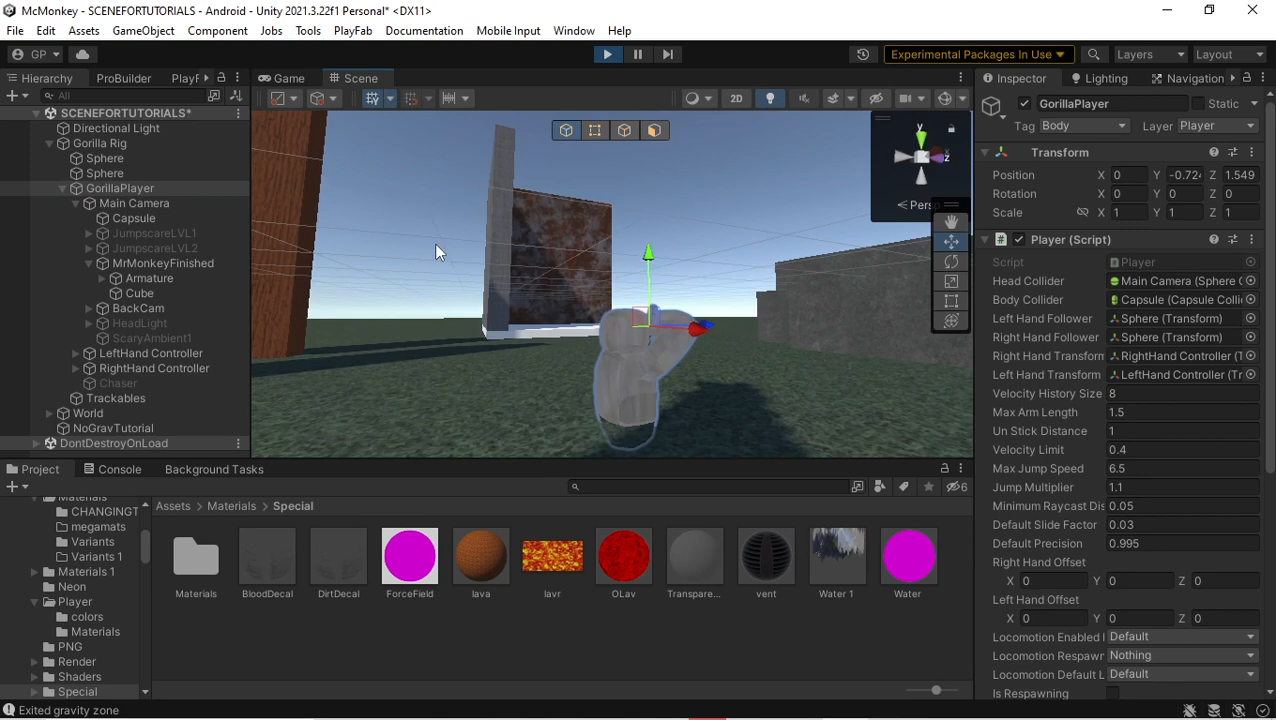 McMonkey - SCENEFORTUTORIALS - Android - Unity 2021.3.22f1 Personal* <DX11>
File Edit Assets GameObject Component Jobs Tools PlayFab Documentation Mobile Input Window Help
GP Experimental Packages In Use Layers Layout
Hierarchy ProBuilder PlayF Game Scene Inspector Lighting Navigation
All 2D
SCENEFORTUTORIALS*
Directional Light
Gorilla Rig
Sphere
Sphere
GorillaPlayer
Main Camera
Capsule
JumpscareLVL1
JumpscareLVL2
MrMonkeyFinished
Armature
Cube
BackCam
HeadLight
ScaryAmbient1
LeftHand Controller
RightHand Controller
Chaser
Trackables
World
NoGravTutorial
DontDestroyOnLoad
y
z
Persp
GorillaPlayer Static
Tag Body Layer Player
Transform
Position X 0 Y -0.724 Z 1.549
Rotation X 0 Y 0 Z 0
Scale X 1 Y 1 Z 1
Player (Script)
Script Player
Head Collider Main Camera (Sphere C
Body Collider Capsule (Capsule Colli
Left Hand Follower Sphere (Transform)
Right Hand Follower Sphere (Transform)
Right Hand Transform RightHand Controller (T
Left Hand Transform LeftHand Controller (Tr
Velocity History Size 8
Max Arm Length 1.5
Un Stick Distance 1
Velocity Limit 0.4
Max Jump Speed 6.5
Jump Multiplier 1.1
Minimum Raycast Dis 0.05
Default Slide Factor 0.03
Default Precision 0.995
Right Hand Offset
X 0 Y 0 Z 0
Left Hand Offset
X 0 Y 0 Z 0
Locomotion Enabled L Default
Locomotion Respawn Nothing
Locomotion Default L Default
Is Respawning
Project Console Background Tasks
6
Materials
CHANGINGT
megamats
Variants
Variants 1
Materials 1
Neon
Player
colors
Materials
PNG
Render
Shaders
Special
Assets > Materials > Special
Materials BloodDecal DirtDecal ForceField lava lavr OLav Transpare... vent Water 1 Water
Exited gravity zone